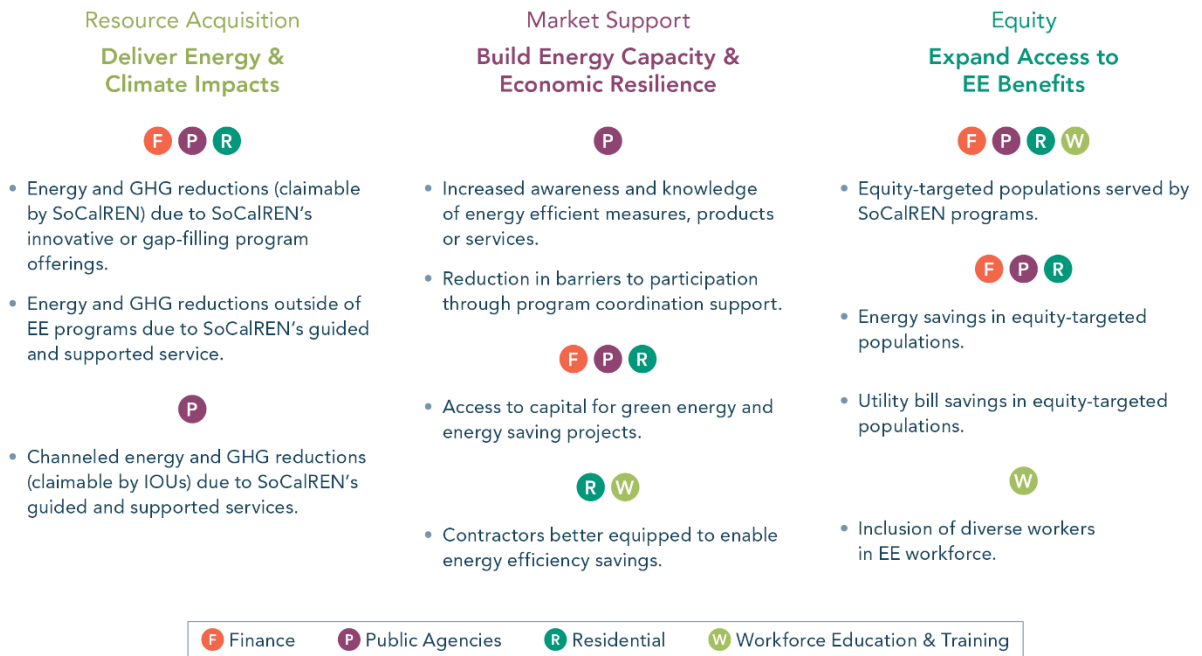 Resource Acquisition
Deliver Energy &
Climate Impacts
F P R
• Energy and GHG reductions (claimable
by SoCalREN) due to SoCalREN's
innovative or gap-filling program
offerings.
• Energy and GHG reductions outside of
EE programs due to SoCalREN's guided
and supported service.
P
• Channeled energy and GHG reductions
(claimable by IOUs) due to SoCalREN's
guided and supported services.
Market Support
Build Energy Capacity &
Economic Resilience
P
• Increased awareness and knowledge
of energy efficient measures, products
or services.
• Reduction in barriers to participation
through program coordination support.
F P R
• Access to capital for green energy and
energy saving projects.
R W
• Contractors better equipped to enable
energy efficiency savings.
Equity
Expand Access to
EE Benefits
F P R W
• Equity-targeted populations served by
SoCalREN programs.
F P R
• Energy savings in equity-targeted
populations.
• Utility bill savings in equity-targeted
populations.
W
• Inclusion of diverse workers
in EE workforce.
F Finance P Public Agencies R Residential W Workforce Education & Training